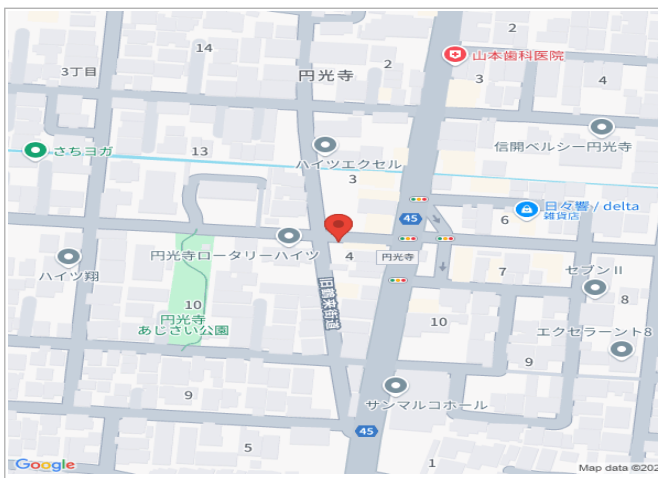 2
14
3丁目
円光寺
2
山本歯科医院
3
4
さちヨガ
13
ハイツエクセル
信開ベルシー円光寺
3
45
6
日々響 / delta
雑貨店
円光寺ロータリーハイツ
4
円光寺
ハイツ翔
7
セブンⅡ
10
旧鶴来街道
8
円光寺
あじさい公園
10
エクセラーント8
9
9
サンマルコホール
45
5
1
Google
Map data ©202